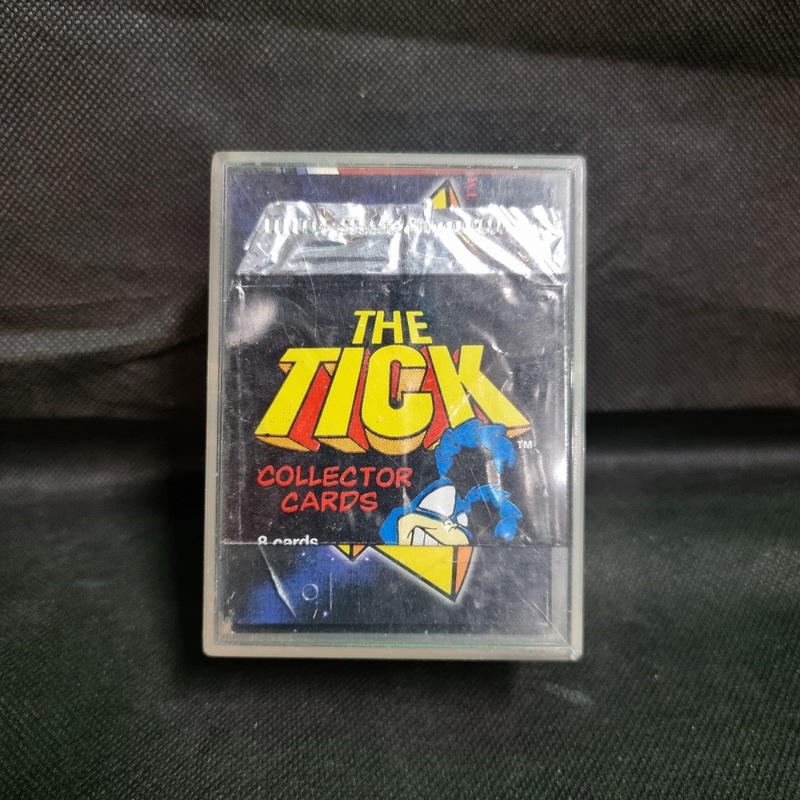 THE
TICK
TM
COLLECTOR
CARDS
8 cards